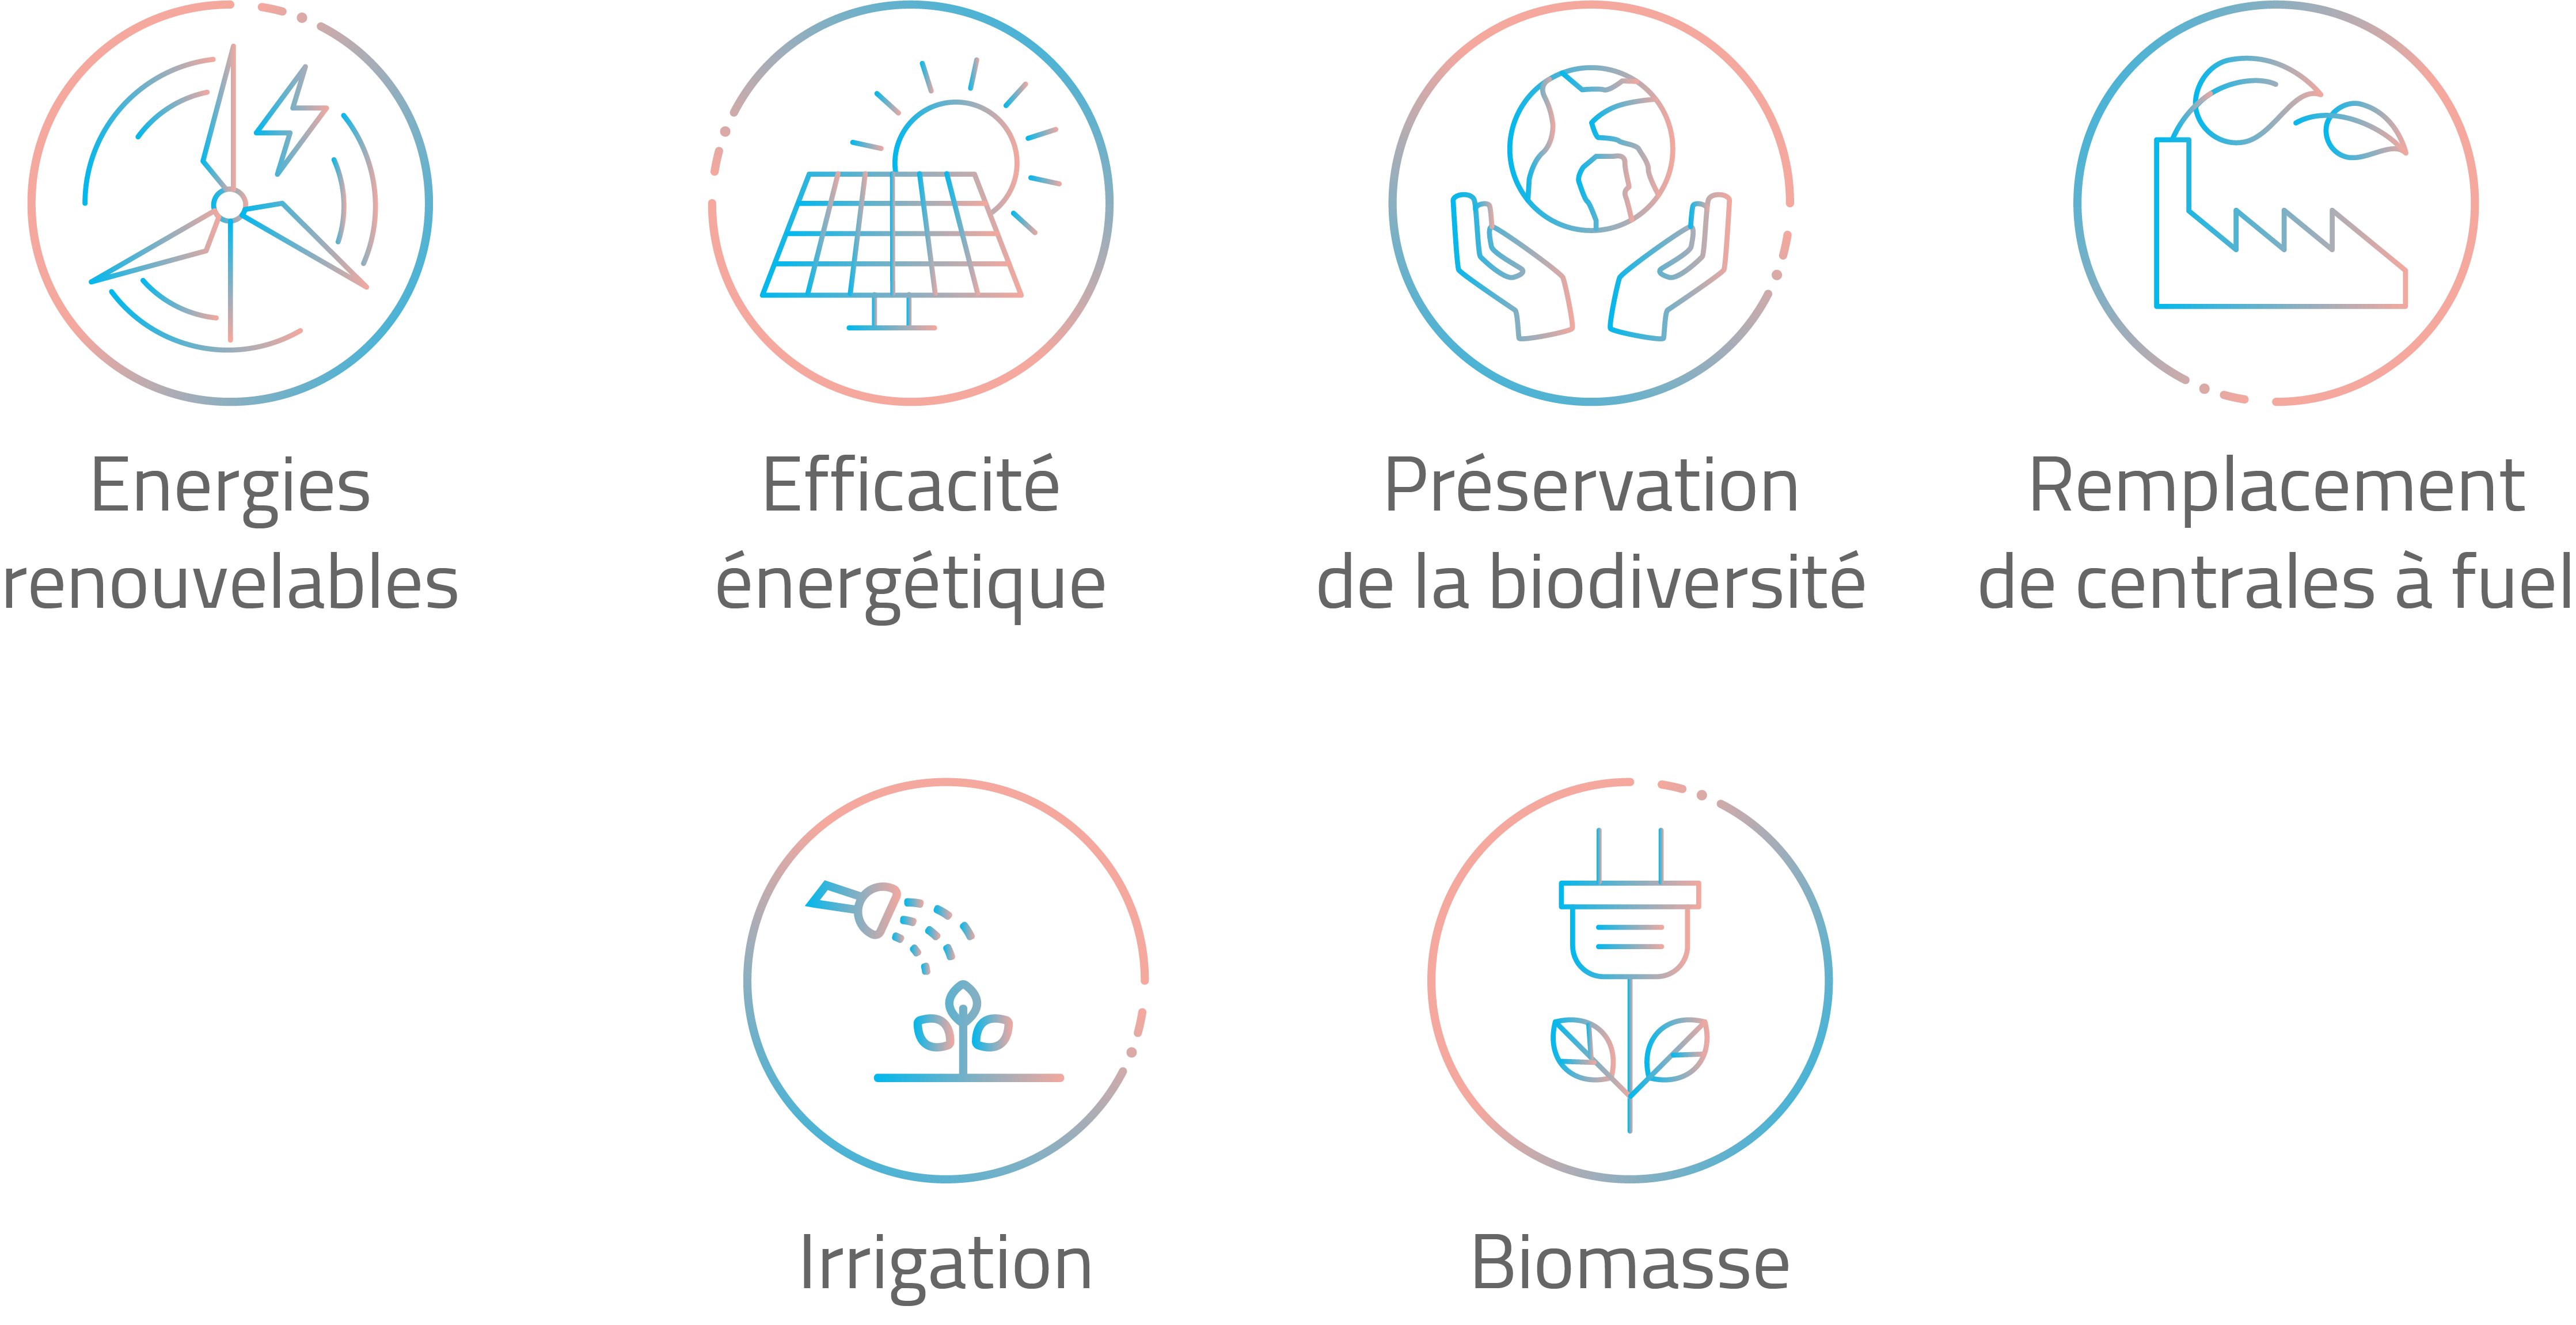 Energies
renouvelables
Efficacité
énergétique
Préservation
de la biodiversité
Remplacement
de centrales à fuel
Irrigation
Biomasse